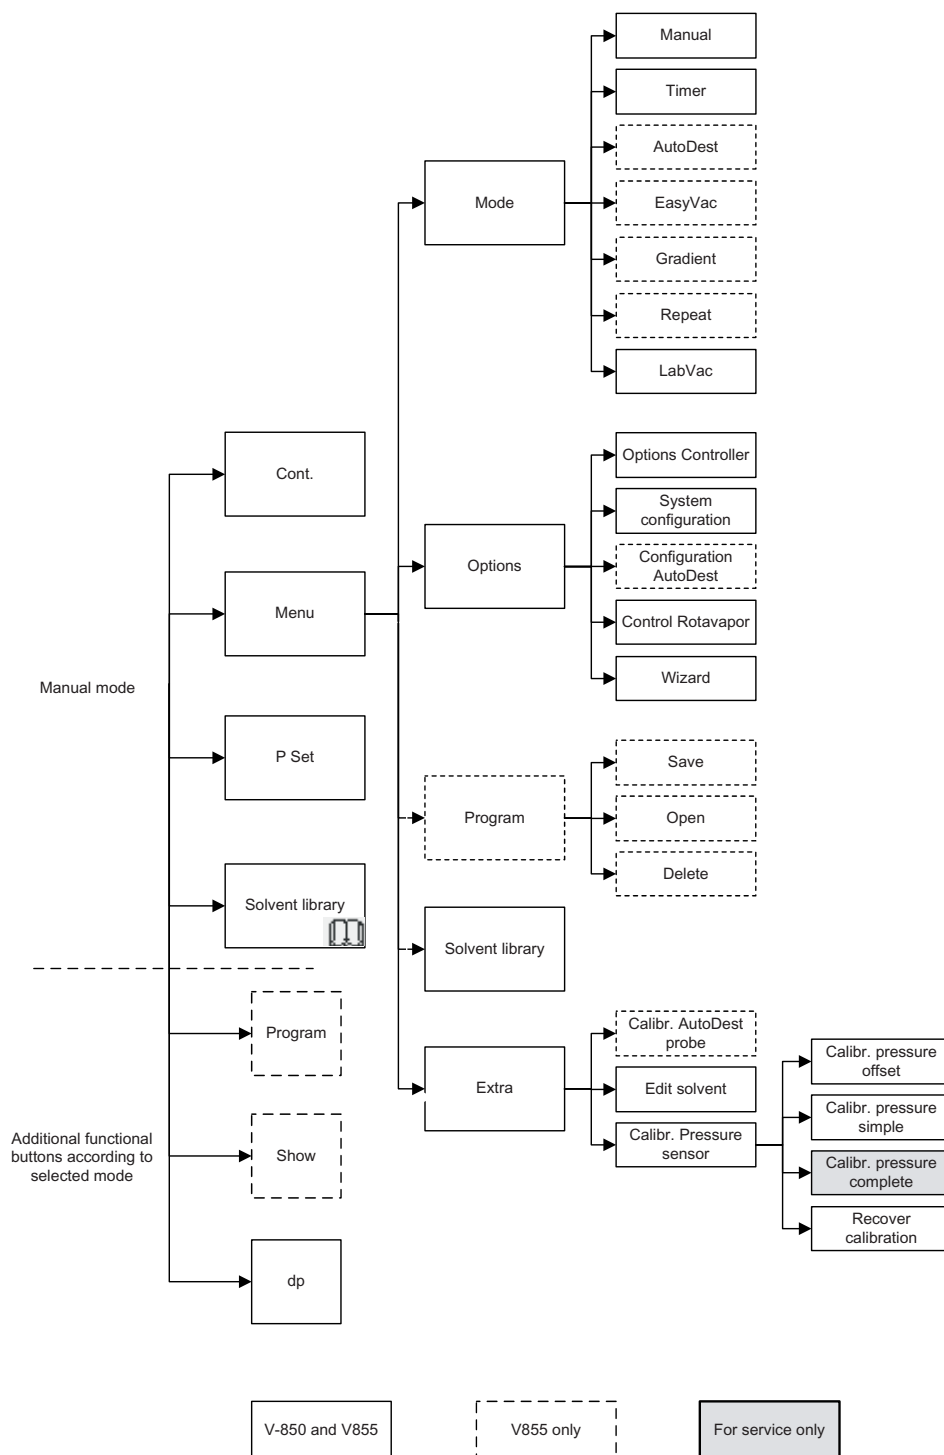 Manual
Timer
AutoDest
EasyVac
Mode
Gradient
Repeat
LabVac
Cont.
Options Controller
System
configuration
Options
Configuration
AutoDest
Menu
Control Rotavapor
Wizard
Manual mode
P Set
Save
Program
Open
Delete
Solvent library
Solvent library
Program
Calibr. AutoDest
probe
Extra
Edit solvent
Calibr. Pressure
sensor
Calibr. pressure
offset
Calibr. pressure
simple
Calibr. pressure
complete
Recover
calibration
Additional functional
buttons according to
selected mode
Show
dp
V-850 and V855
V855 only
For service only